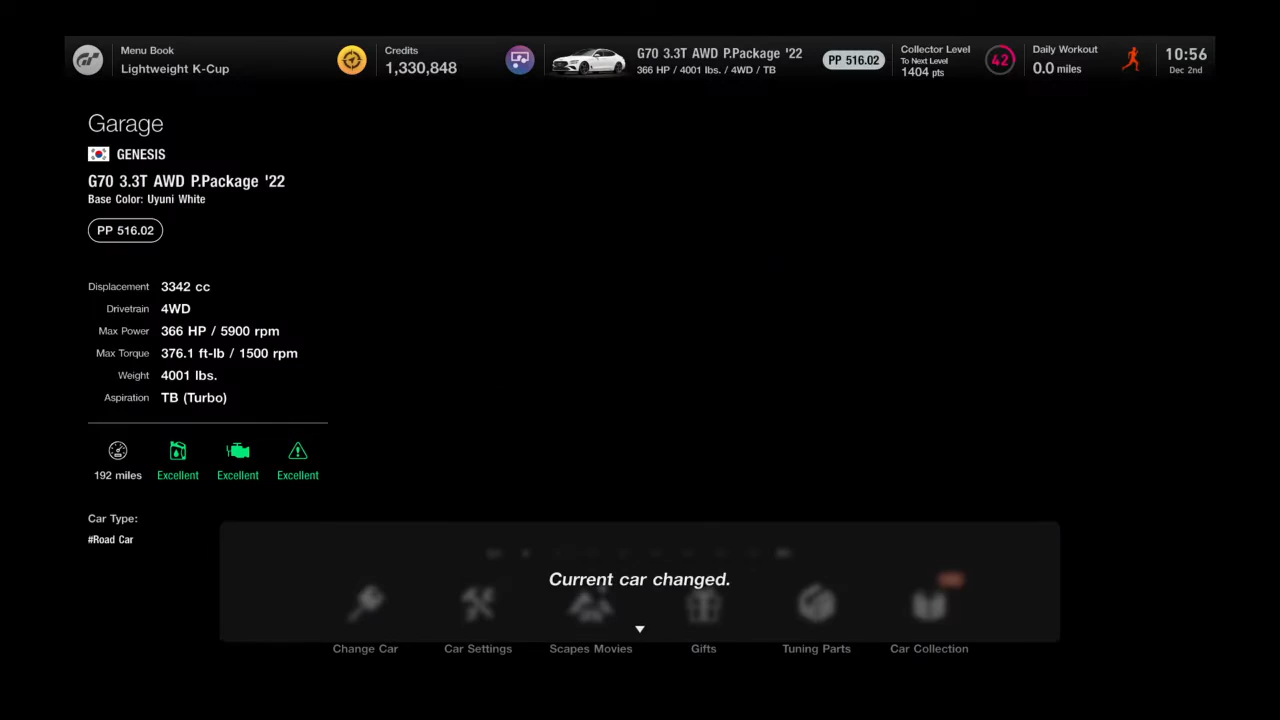 Menu Book
Lightweight K-Cup
Credits
1,330,848
G70 3.3T AWD P.Package '22
366 HP / 4001 lbs. / 4WD / TB
PP 516.02
Collector Level
To Next Level
1404 pts
42
Daily Workout
0.0 miles
10:56
Dec 2nd
Garage
GENESIS
G70 3.3T AWD P.Package '22
Base Color: Uyuni White
PP 516.02
Displacement 3342 cc
Drivetrain 4WD
Max Power 366 HP / 5900 rpm
Max Torque 376.1 ft-lb / 1500 rpm
Weight 4001 lbs.
Aspiration TB (Turbo)
192 miles Excellent Excellent Excellent
Car Type:
#Road Car
Current car changed.
Change Car Car Settings Scapes Movies Gifts Tuning Parts Car Collection